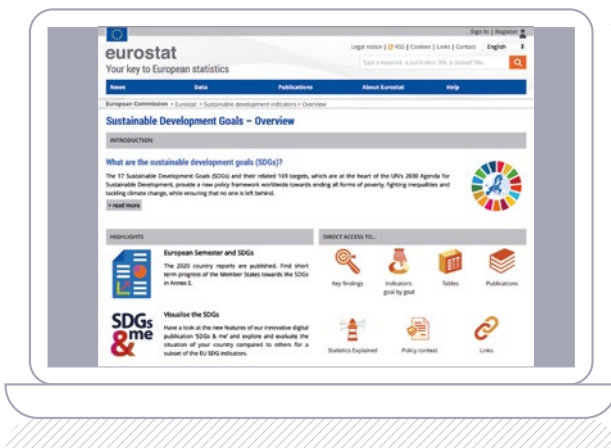 Sign In | Register
eurostat
Your key to European statistics
Legal notice | RSS | Cookies | Links | Contact English
Type a keyword, a publication title, a dataset title...
News Data Publications About Eurostat Help
European Commission > Eurostat > Sustainable development indicators > Overview
Sustainable Development Goals – Overview
INTRODUCTION
What are the sustainable development goals (SDGs)?
The 17 Sustainable Development Goals (SDGs) and their related 169 targets, which are at the heart of the UN's 2030 Agenda for
Sustainable Development, provide a new policy framework worldwide towards ending all forms of poverty, fighting inequalities and
tackling climate change, while ensuring that no one is left behind.
> read more
HIGHLIGHTS
European Semester and SDGs
The 2020 country reports are published. Find short
term progress of the Member States towards the SDGs
in Annex E.
SDGs
& me
Visualise the SDGs
Have a look at the new features of our innovative digital
publication 'SDGs & me' and explore and evaluate the
situation of your country compared to others for a
subset of the EU SDG indicators.
DIRECT ACCESS TO...
Key findings
Indicators:
goal by goal
Tables
Publications
Statistics Explained
Policy context
Links